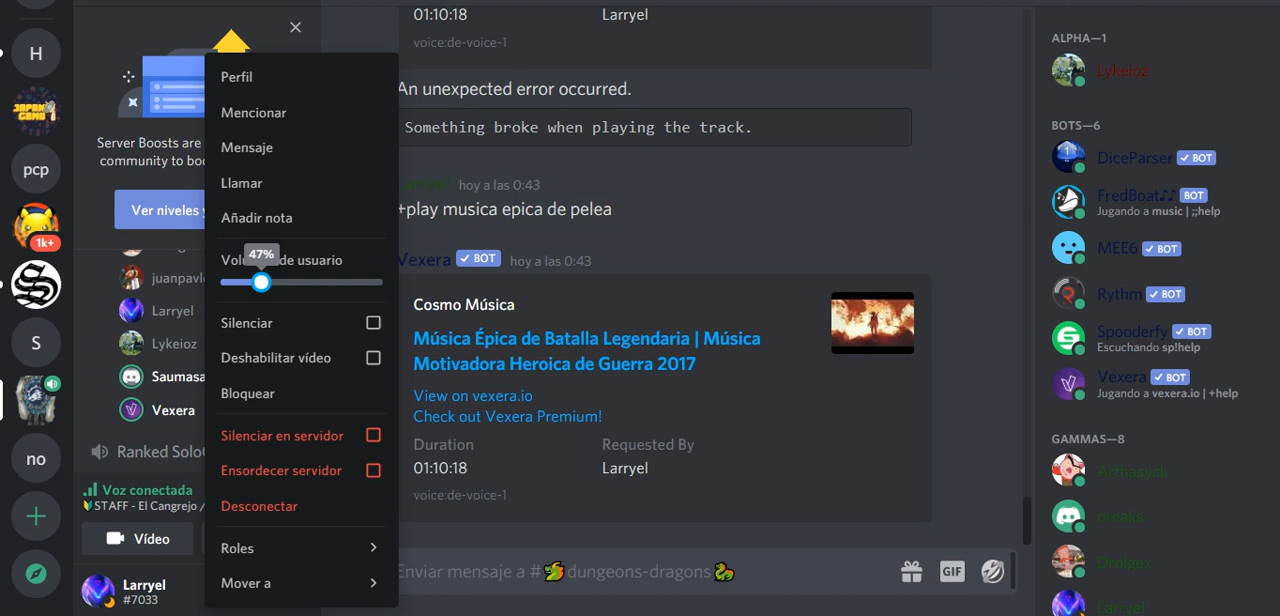 H
JAPAN
pcp
1k+
S
no
Server Boosts are
community to boo
Ver niveles y
juanpavl
Larryel
Lykeioz
Saumasa
Vexera
Ranked Solo
Voz conectada
STAFF - El Cangrejo /
Vídeo
Larryel
#7033
Perfil
Mencionar
Mensaje
Llamar
Añadir nota
47%
de usuario
Silenciar
Deshabilitar vídeo
Bloquear
Silenciar en servidor
Ensordecer servidor
Desconectar
Roles
Mover a
01:10:18 Larryel
voice:de-voice-1
An unexpected error occurred.
Something broke when playing the track.
hoy a las 0:43
+play musica epica de pelea
Vexera BOT hoy a las 0:43
Cosmo Música
Música Épica de Batalla Legendaria | Música
Motivadora Heroica de Guerra 2017
View on vexera.io
Check out Vexera Premium!
Duration Requested By
01:10:18 Larryel
voice:de-voice-1
Enviar mensaje a #🐲dungeons-dragons🐉
GIF
ALPHA—1
Lykeioz
BOTS—6
DiceParser BOT
FredBoat♪♪ BOT
Jugando a music | ;;help
MEE6 BOT
Rythm BOT
Spooderfy BOT
Escuchando sp!help
Vexera BOT
Jugando a vexera.io | +help
GAMMAS—8
Arthasyck
Larryel